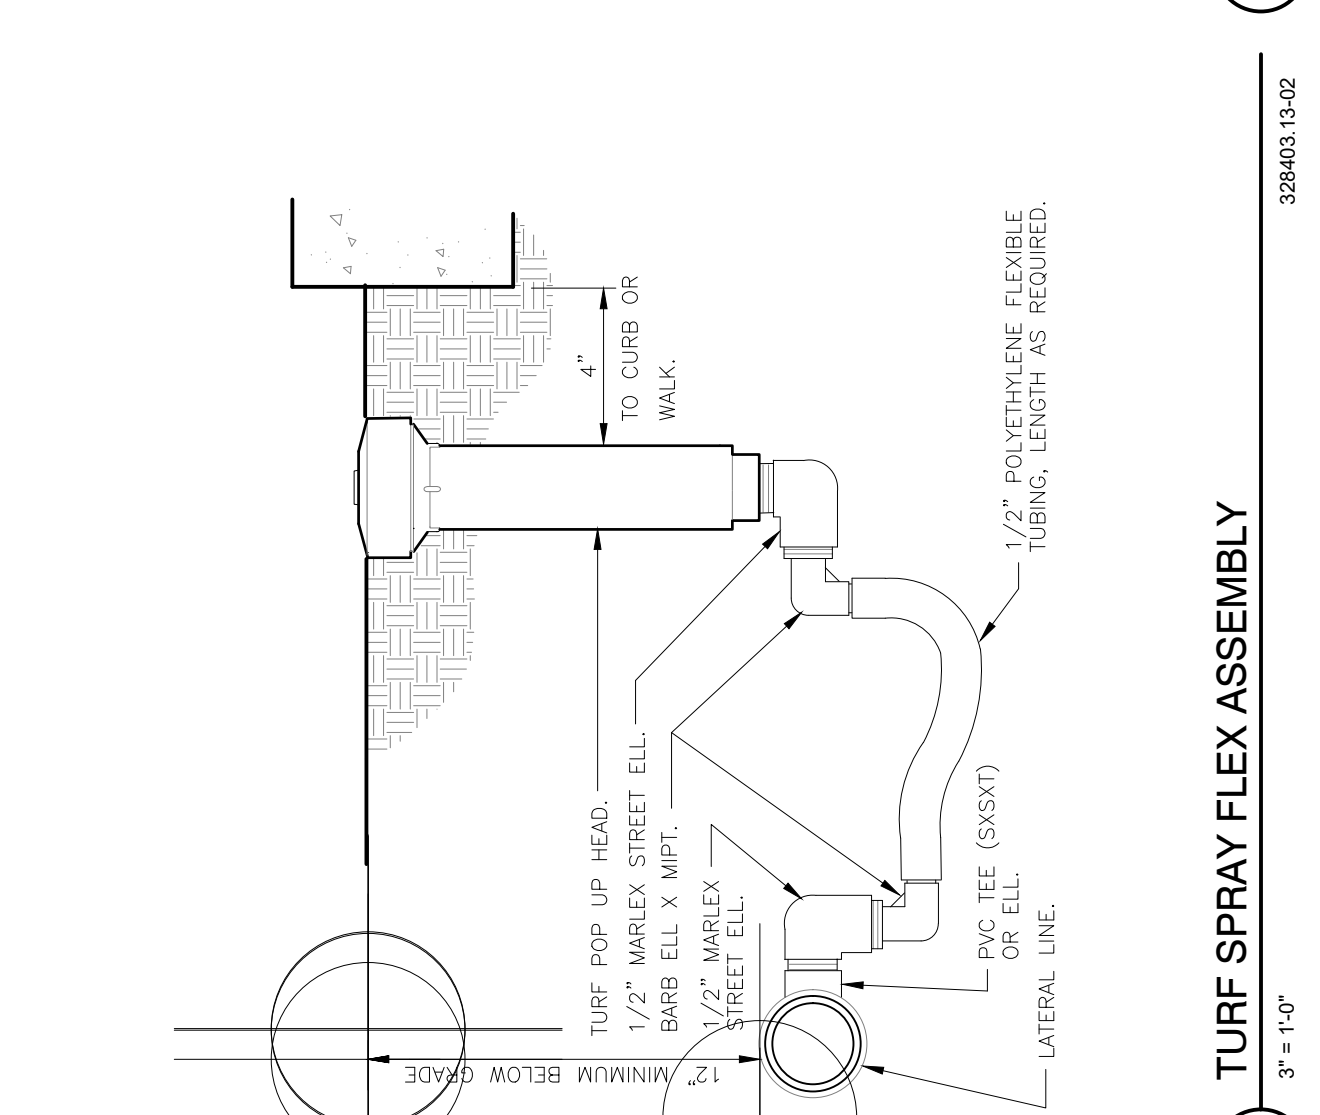 4”
TO CURB OR
WALK.
TURF POP UP HEAD.
1/2” MARLEX STREET ELL.
BARB ELL X MIPT.
1/2” MARLEX
STREET ELL.
12” MINIMUM BELOW GRADE
1/2” POLYETHYLENE FLEXIBLE
TUBING, LENGTH AS REQUIRED.
PVC TEE (SXSXT)
OR ELL.
LATERAL LINE.
TURF SPRAY FLEX ASSEMBLY
3" = 1'-0"
328403.13-02